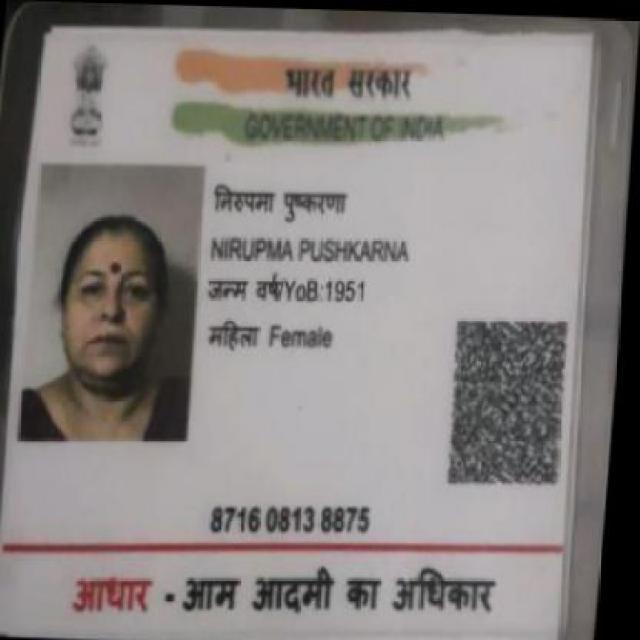 भारत सरकार
GOVERNMENT OF INDIA
निरुपमा पुष्करणा
NIRUPMA PUSHKARNA
जन्म वर्ष/YoB:1951
महिला Female
8716 0813 8875
आधार - आम आदमी का अधिकार